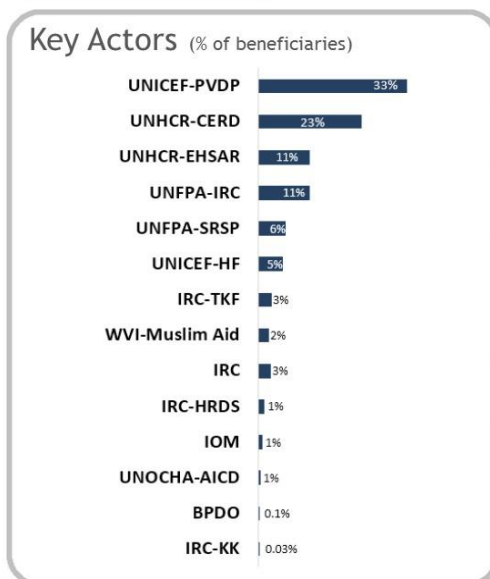 Key Actors (% of beneficiaries)
UNICEF-PVDP 33%
UNHCR-CERD 23%
UNHCR-EHSAR 11%
UNFPA-IRC 11%
UNFPA-SRSP 6%
UNICEF-HF 5%
IRC-TKF 3%
WVI-Muslim Aid 2%
IRC 3%
IRC-HRDS 1%
IOM 1%
UNOCHA-AICD 1%
BPDO 0.1%
IRC-KK 0.03%